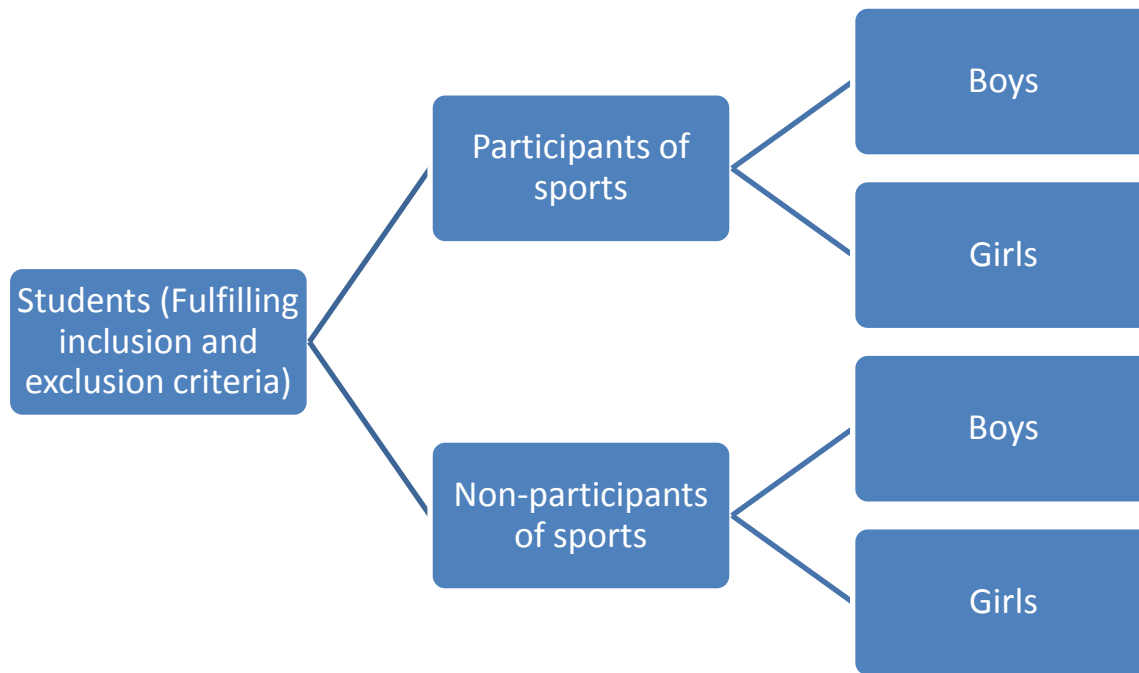 Students (Fulfilling
inclusion and
exclusion criteria)
Participants of
sports
Boys
Girls
Non-participants
of sports
Boys
Girls